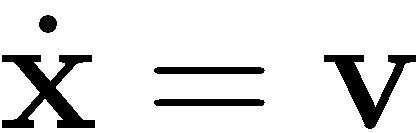 ẋ = v